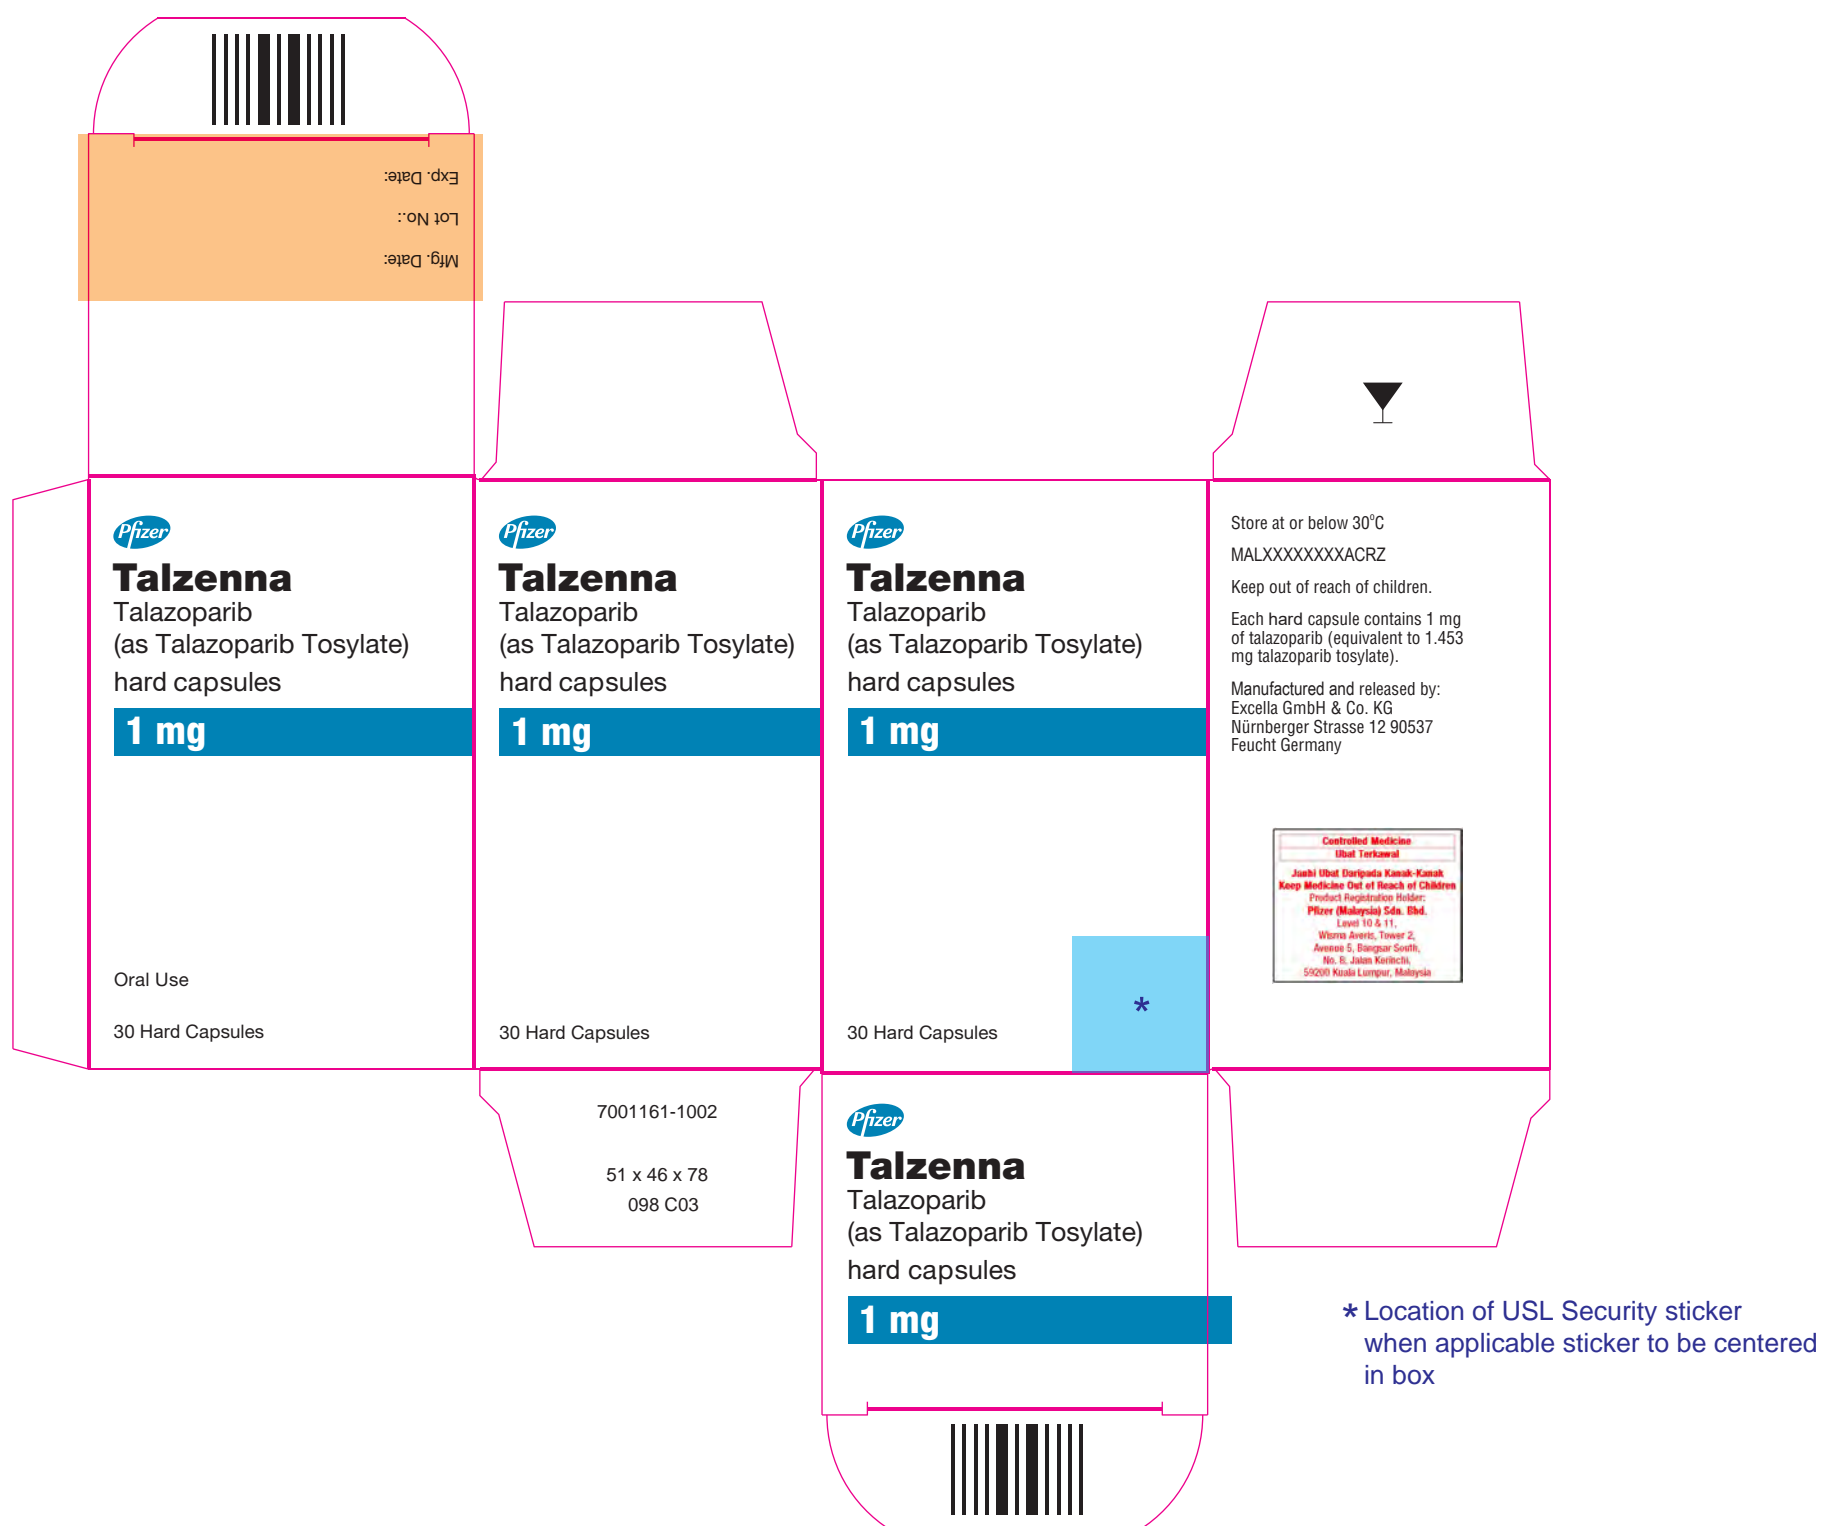 Exp. Date:
Lot No.:
Mfg. Date:
Pfizer
Talzenna
Talazoparib
(as Talazoparib Tosylate)
hard capsules
1 mg
Oral Use
30 Hard Capsules
Pfizer
Talzenna
Talazoparib
(as Talazoparib Tosylate)
hard capsules
1 mg
30 Hard Capsules
Pfizer
Talzenna
Talazoparib
(as Talazoparib Tosylate)
hard capsules
1 mg
*
30 Hard Capsules
Store at or below 30⁰C
MALXXXXXXXXACRZ
Keep out of reach of children.
Each hard capsule contains 1 mg
of talazoparib (equivalent to 1.453
mg talazoparib tosylate).
Manufactured and released by:
Excella GmbH & Co. KG
Nürnberger Strasse 12 90537
Feucht Germany
Controlled Medicine
Ubat Terkawal
Jauhi Ubat Daripada Kanak-Kanak
Keep Medicine Out of Reach of Children
Product Registration Holder:
Pfizer (Malaysia) Sdn. Bhd.
Level 10 & 11,
Wisma Averis, Tower 2,
Avenue 5, Bangsar South,
No. 8, Jalan Kerinchi,
59200 Kuala Lumpur, Malaysia
7001161-1002
51 x 46 x 78
098 C03
Pfizer
Talzenna
Talazoparib
(as Talazoparib Tosylate)
hard capsules
1 mg
* Location of USL Security sticker
when applicable sticker to be centered
in box